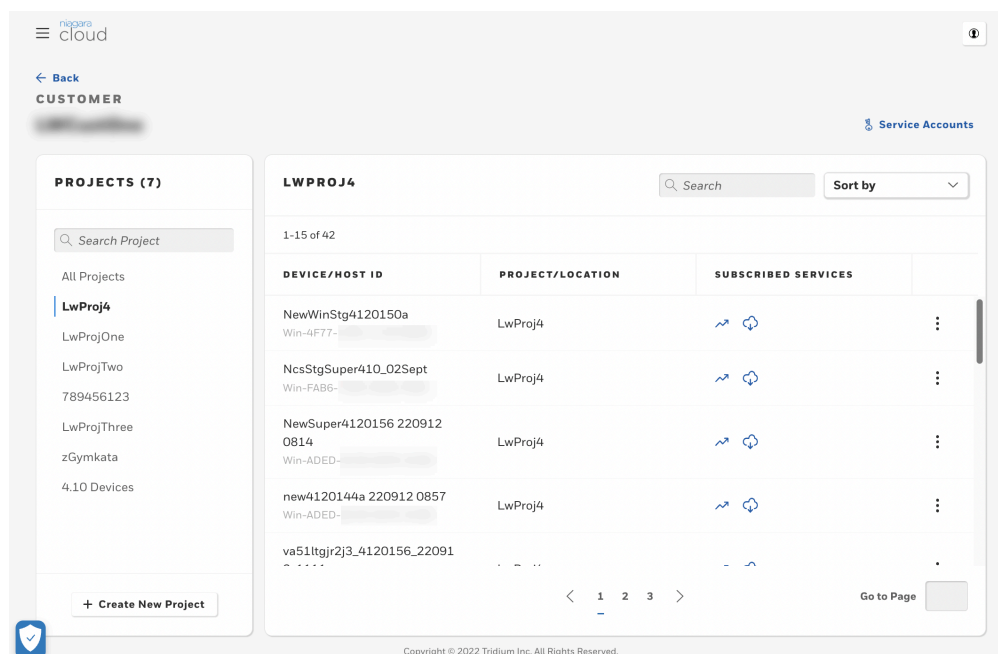 niagara
cloud
Back
CUSTOMER
Service Accounts
PROJECTS (7)
Search Project
All Projects
LwProj4
LwProjOne
LwProjTwo
789456123
LwProjThree
zGymkata
4.10 Devices
+ Create New Project
LWPROJ4
Search
Sort by
1-15 of 42
DEVICE/HOST ID PROJECT/LOCATION SUBSCRIBED SERVICES
NewWinStg4120150a
Win-4F77-
LwProj4
NcsStgSuper410_02Sept
Win-FAB6-
LwProj4
NewSuper4120156 220912
0814
Win-ADED-
LwProj4
new4120144a 220912 0857
Win-ADED-
LwProj4
va51ltgjr2j3_4120156_22091
1 2 3
Go to Page
Copyright © 2022 Tridium Inc. All Rights Reserved.